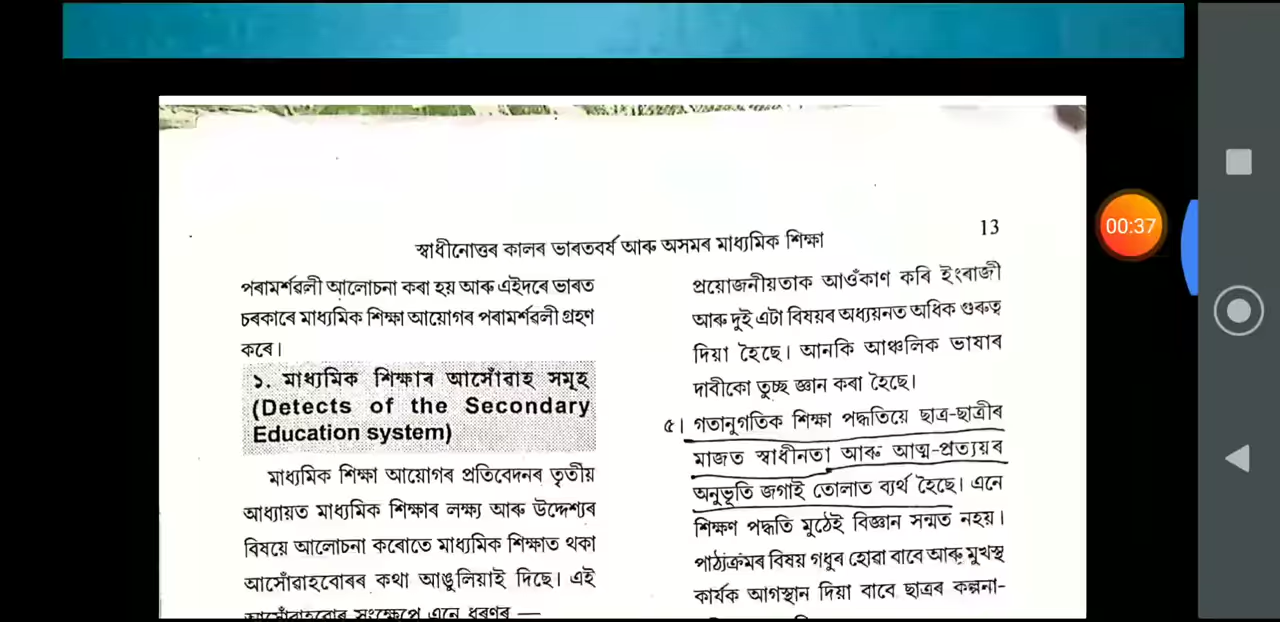 13
স্বাধীনোত্তৰ কালৰ ভাৰতবৰ্ষ আৰু অসমৰ মাধ্যমিক শিক্ষা
পৰামৰ্শৱলী আলোচনা কৰা হয় আৰু এইদৰে ভাৰত
চৰকাৰে মাধ্যমিক শিক্ষা আয়োগৰ পৰামৰ্শৱলী গ্ৰহণ
কৰে।
১. মাধ্যমিক শিক্ষাৰ আসোঁৱাহ সমূহ
(Detects of the Secondary
Education system)
মাধ্যমিক শিক্ষা আয়োগৰ প্ৰতিবেদনৰ তৃতীয়
আধ্যায়ত মাধ্যমিক শিক্ষাৰ লক্ষ্য আৰু উদ্দেশ্যৰ
বিষয়ে আলোচনা কৰোতে মাধ্যমিক শিক্ষাত থকা
আসোঁৱাহবোৰৰ কথা আঙুলিয়াই দিছে। এই
আসোঁৱাহবোৰ সংক্ষেপে এনে ধৰণৰ —
প্ৰয়োজনীয়তাক আওঁকাণ কৰি ইংৰাজী
আৰু দুই এটা বিষয়ৰ অধ্যয়নত অধিক গুৰুত্ব
দিয়া হৈছে। আনকি আঞ্চলিক ভাষাৰ
দাবীকো তুচ্ছ জ্ঞান কৰা হৈছে।
৫। গতানুগতিক শিক্ষা পদ্ধতিয়ে ছাত্ৰ-ছাত্ৰীৰ
মাজত স্বাধীনতা আৰু আত্ম-প্ৰত্যয়ৰ
অনুভূতি জগাই তোলাত ব্যৰ্থ হৈছে। এনে
শিক্ষণ পদ্ধতি মুঠেই বিজ্ঞান সন্মত নহয়।
পাঠ্যক্ৰমৰ বিষয় গধুৰ হোৱা বাবে আৰু মুখস্থ
কাৰ্যক আগস্থান দিয়া বাবে ছাত্ৰৰ কল্পনা-
00:37